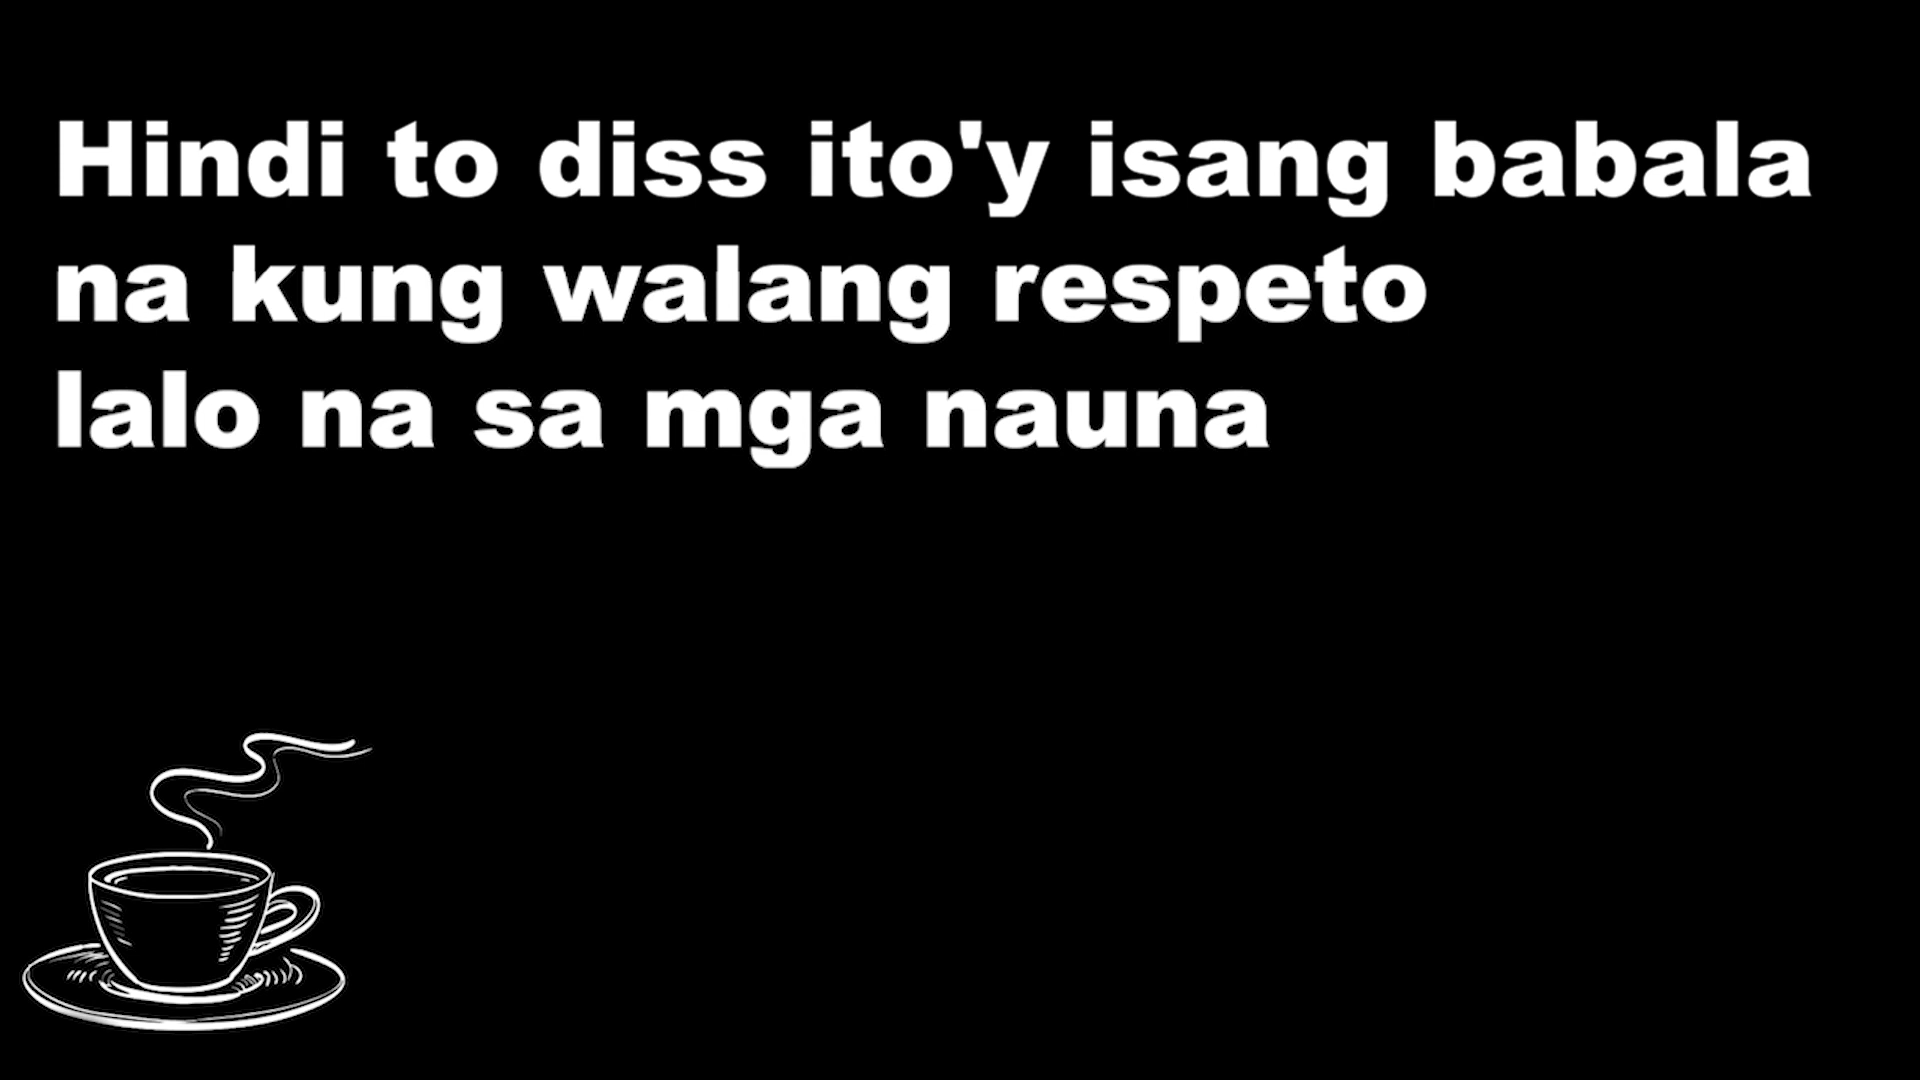 Hindi to diss ito'y isang babala
na kung walang respeto
lalo na sa mga nauna